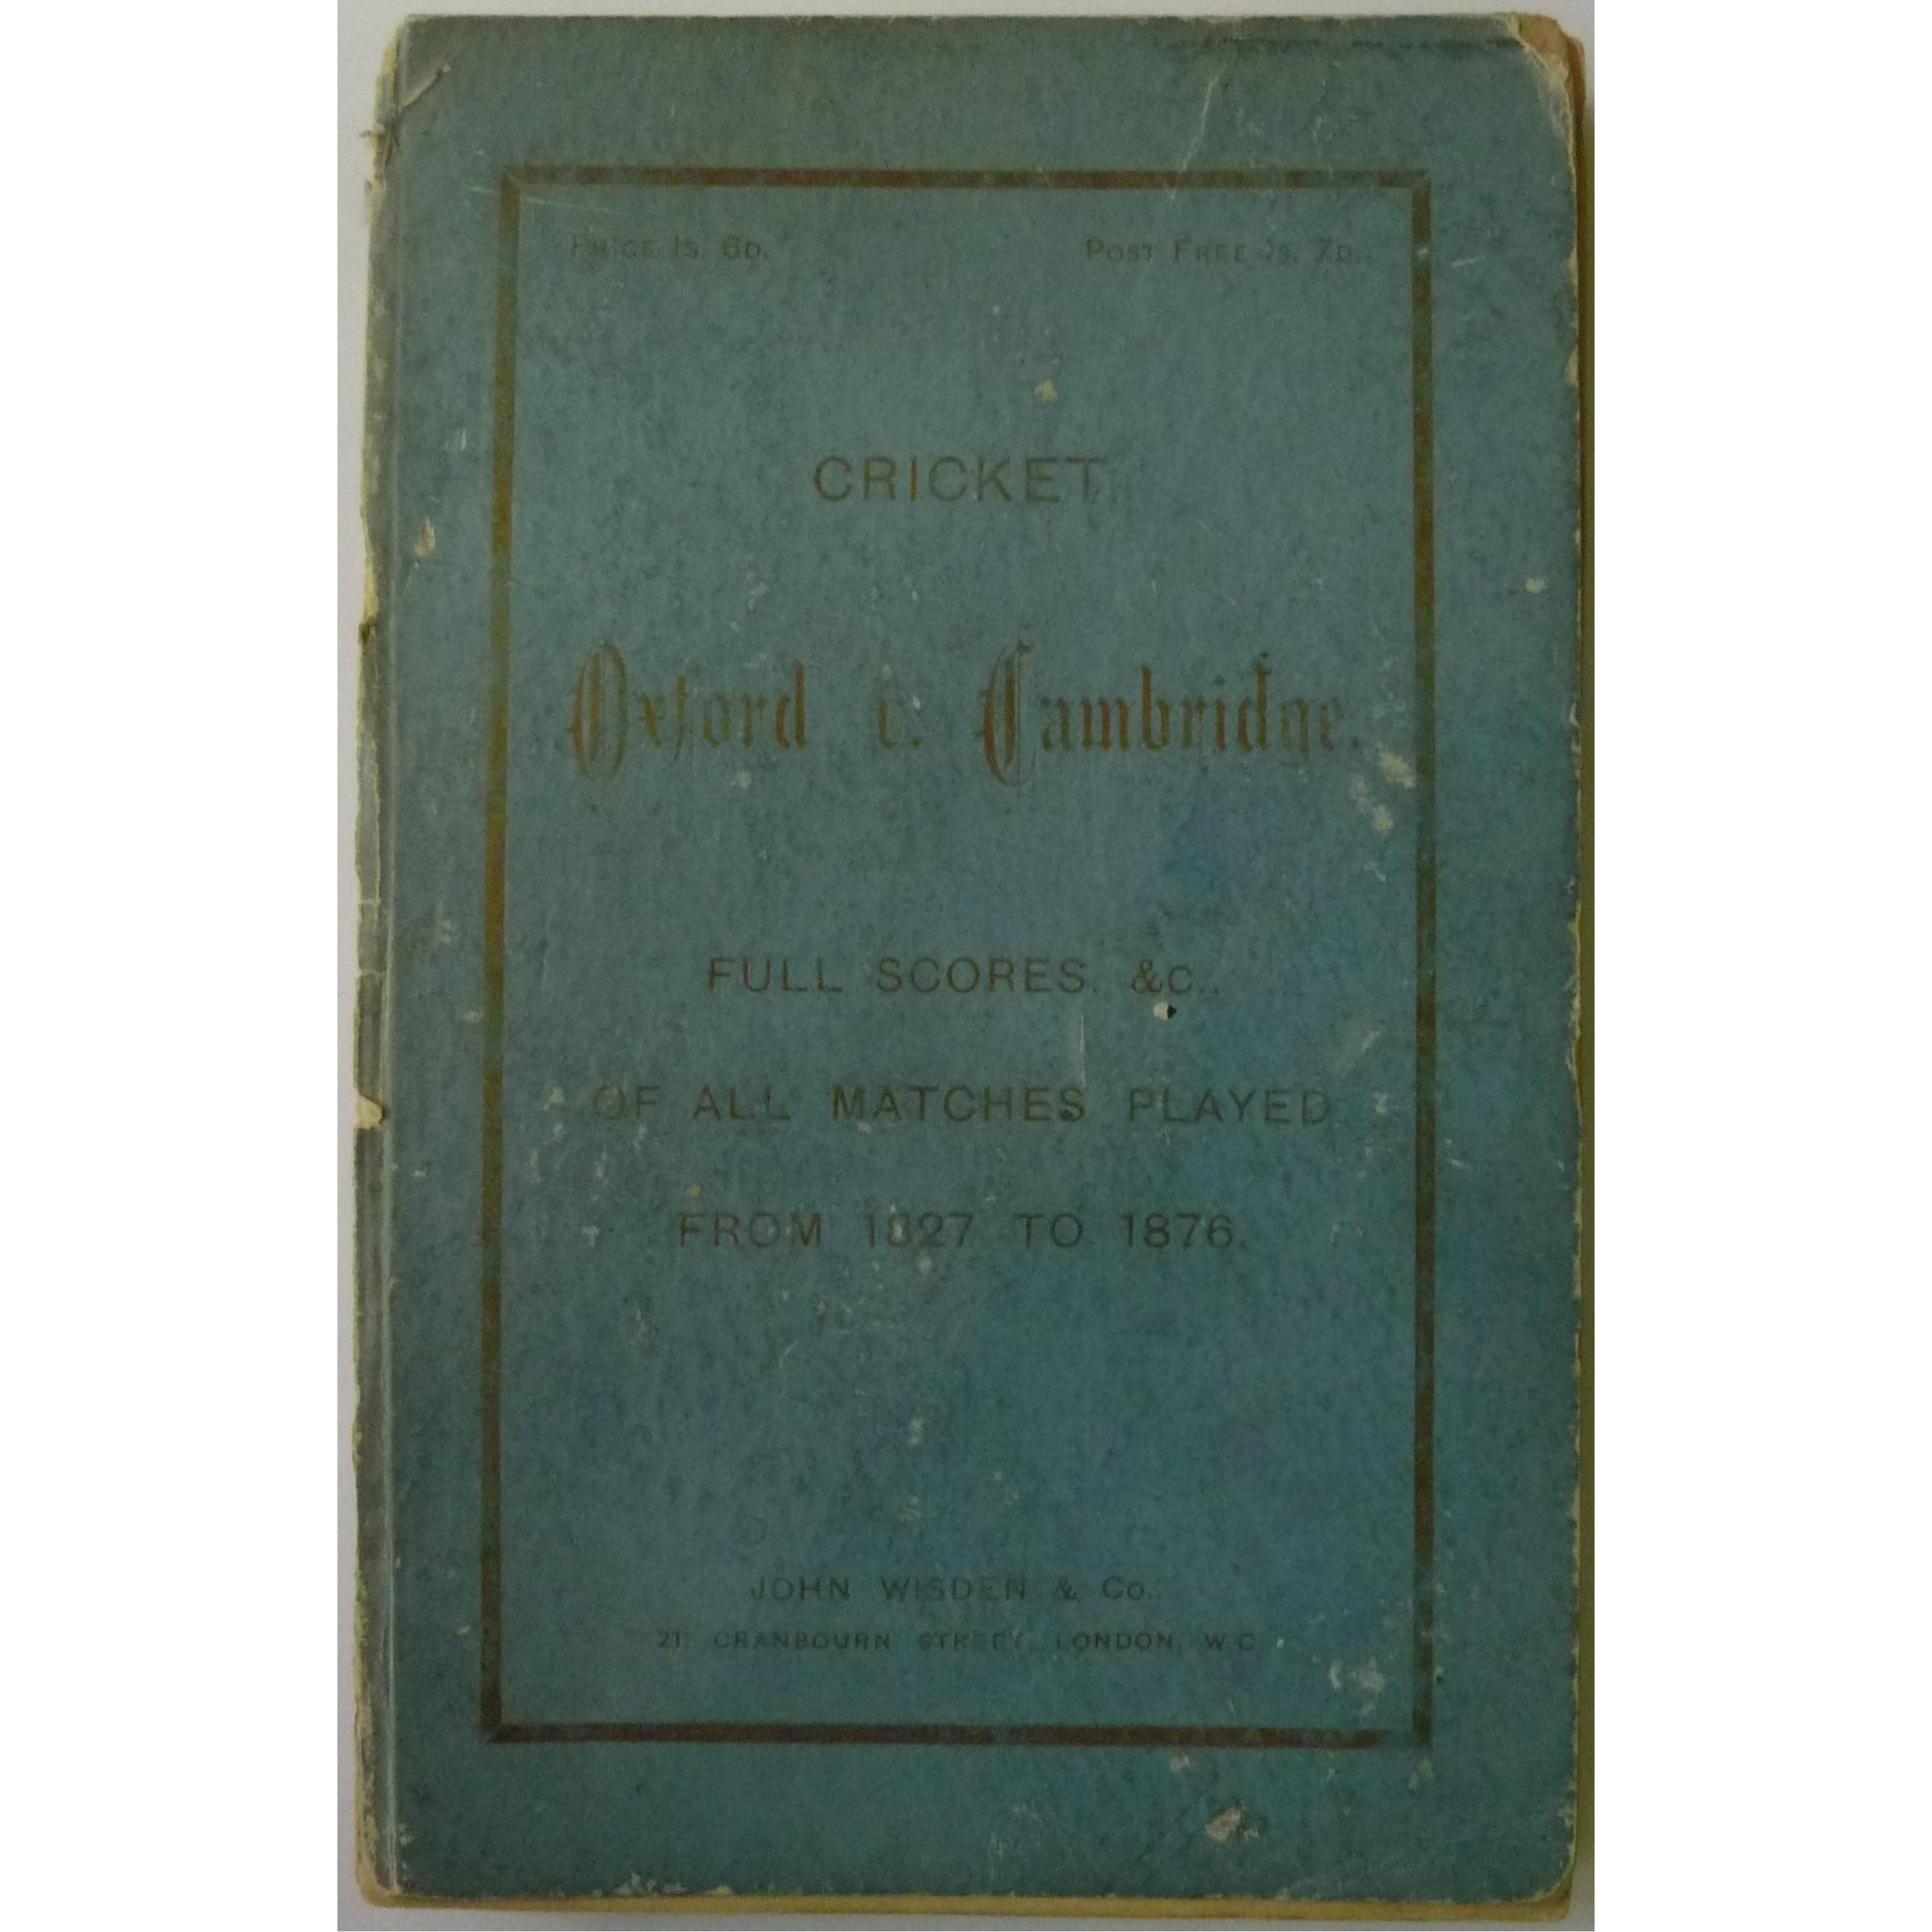 PRICE 1S. 6D. POST FREE 1S. 7D.
CRICKET.
Oxford v. Cambridge.
FULL SCORES, &C.,
OF ALL MATCHES PLAYED
FROM 1827 TO 1876.
JOHN WISDEN & Co.,
21, CRANBOURN STREET, LONDON, W.C.